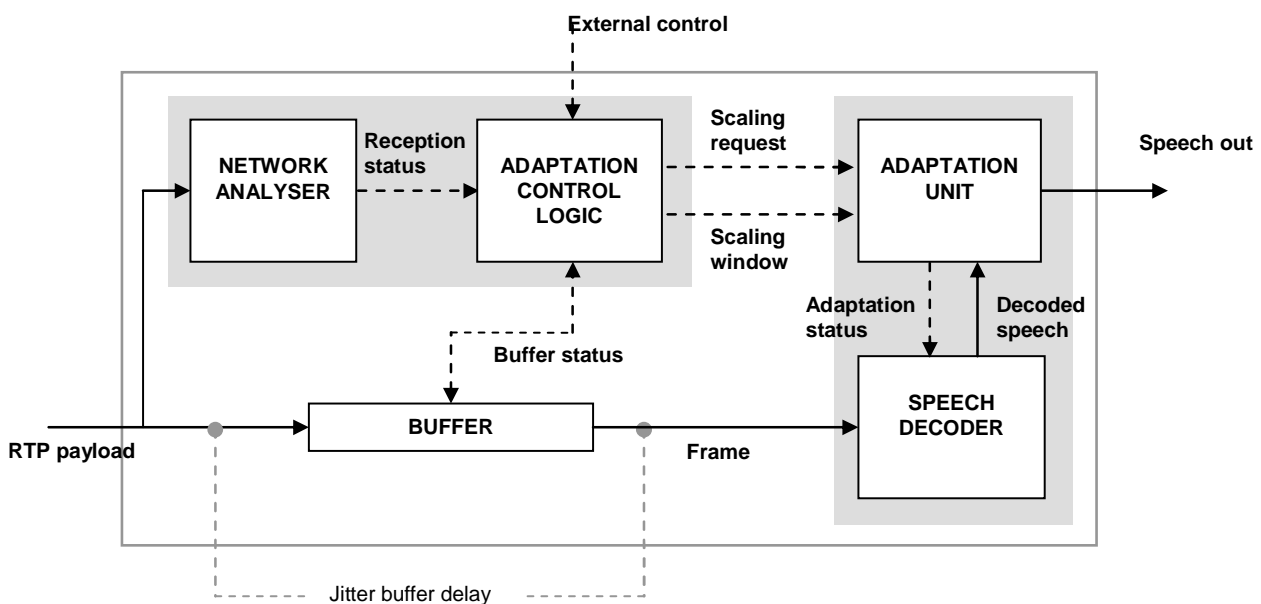 External control
Reception
status
Scaling
request
Speech out
NETWORK
ANALYSER
ADAPTATION
CONTROL
LOGIC
ADAPTATION
UNIT
Scaling
window
Adaptation
status
Decoded
speech
Buffer status
RTP payload
BUFFER
Frame
SPEECH
DECODER
Jitter buffer delay